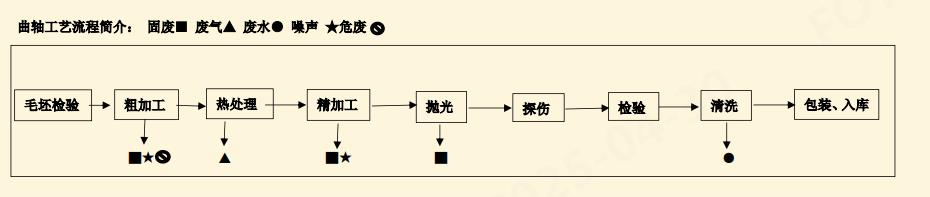 曲轴工艺流程简介： 固废■ 废气▲ 废水● 噪声 ★危废🚫
毛坯检验 粗加工 热处理 精加工 抛光 探伤 检验 清洗 包装、入库
■★🚫 ▲ ■★ ■ ●